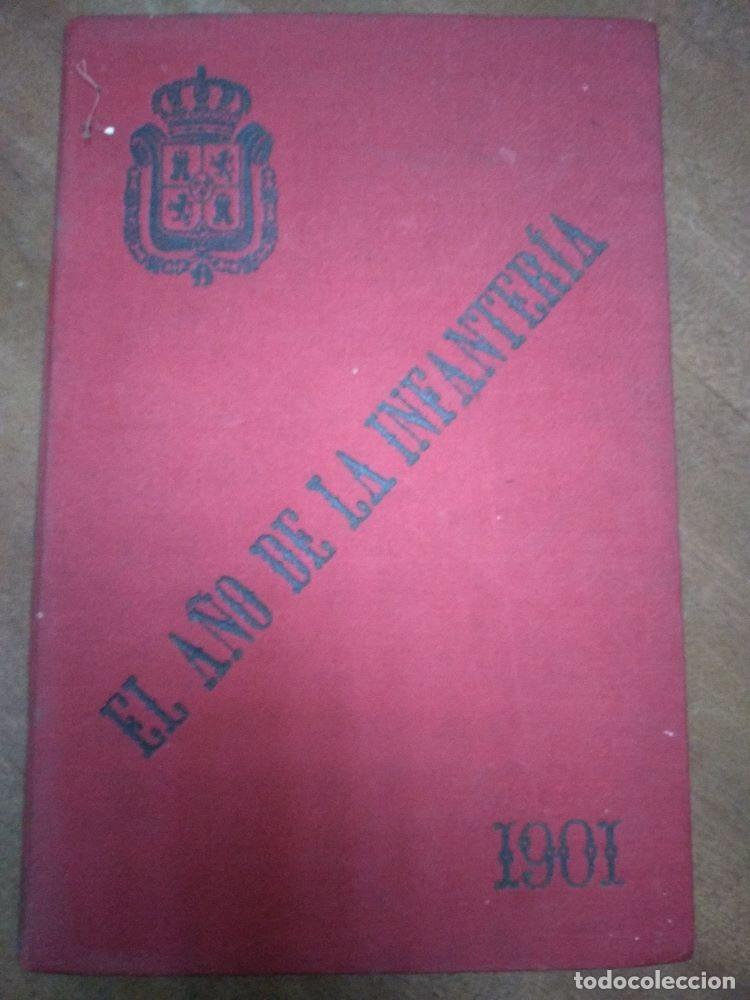 EL AÑO DE LA INFANTERÍA
1901
todocoleccion